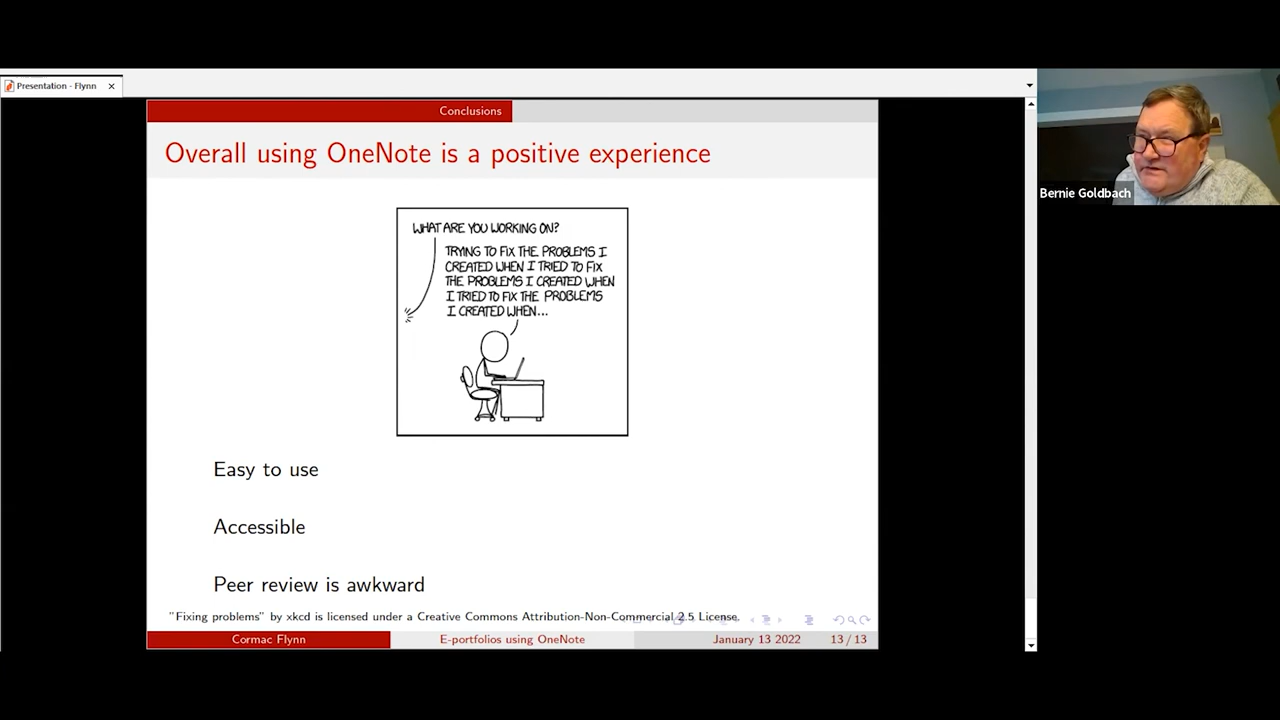 Presentation - Flynn
Conclusions
Overall using OneNote is a positive experience
WHAT ARE YOU WORKING ON?
TRYING TO FIX THE PROBLEMS I
CREATED WHEN I TRIED TO FIX
THE PROBLEMS I CREATED WHEN
I TRIED TO FIX THE PROBLEMS
I CREATED WHEN...
Easy to use
Accessible
Peer review is awkward
"Fixing problems" by xkcd is licensed under a Creative Commons Attribution-Non-Commercial 2.5 License.
Cormac Flynn
E-portfolios using OneNote
January 13 2022
13 / 13
Bernie Goldbach